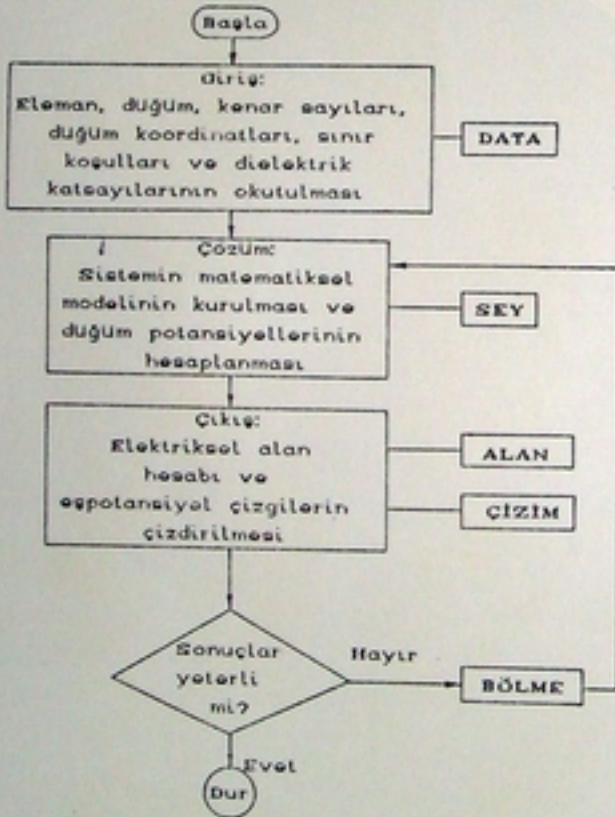 Başla
Giriş:
Eleman, düğüm, kenar sayıları,
düğüm koordinatları, sınır
koşulları ve dielektrik
katsayılarının okutulması
DATA
Çözüm:
Sistemin matematiksel
modelinin kurulması ve
düğüm potansiyellerinin
hesaplanması
SEY
Çıkış:
Elektriksel alan
hesabı ve
eşpotansiyel çizgilerin
çizdirilmesi
ALAN
ÇİZİM
Sonuçlar
yeterli
mi?
Hayır
BÖLME
Evet
Dur